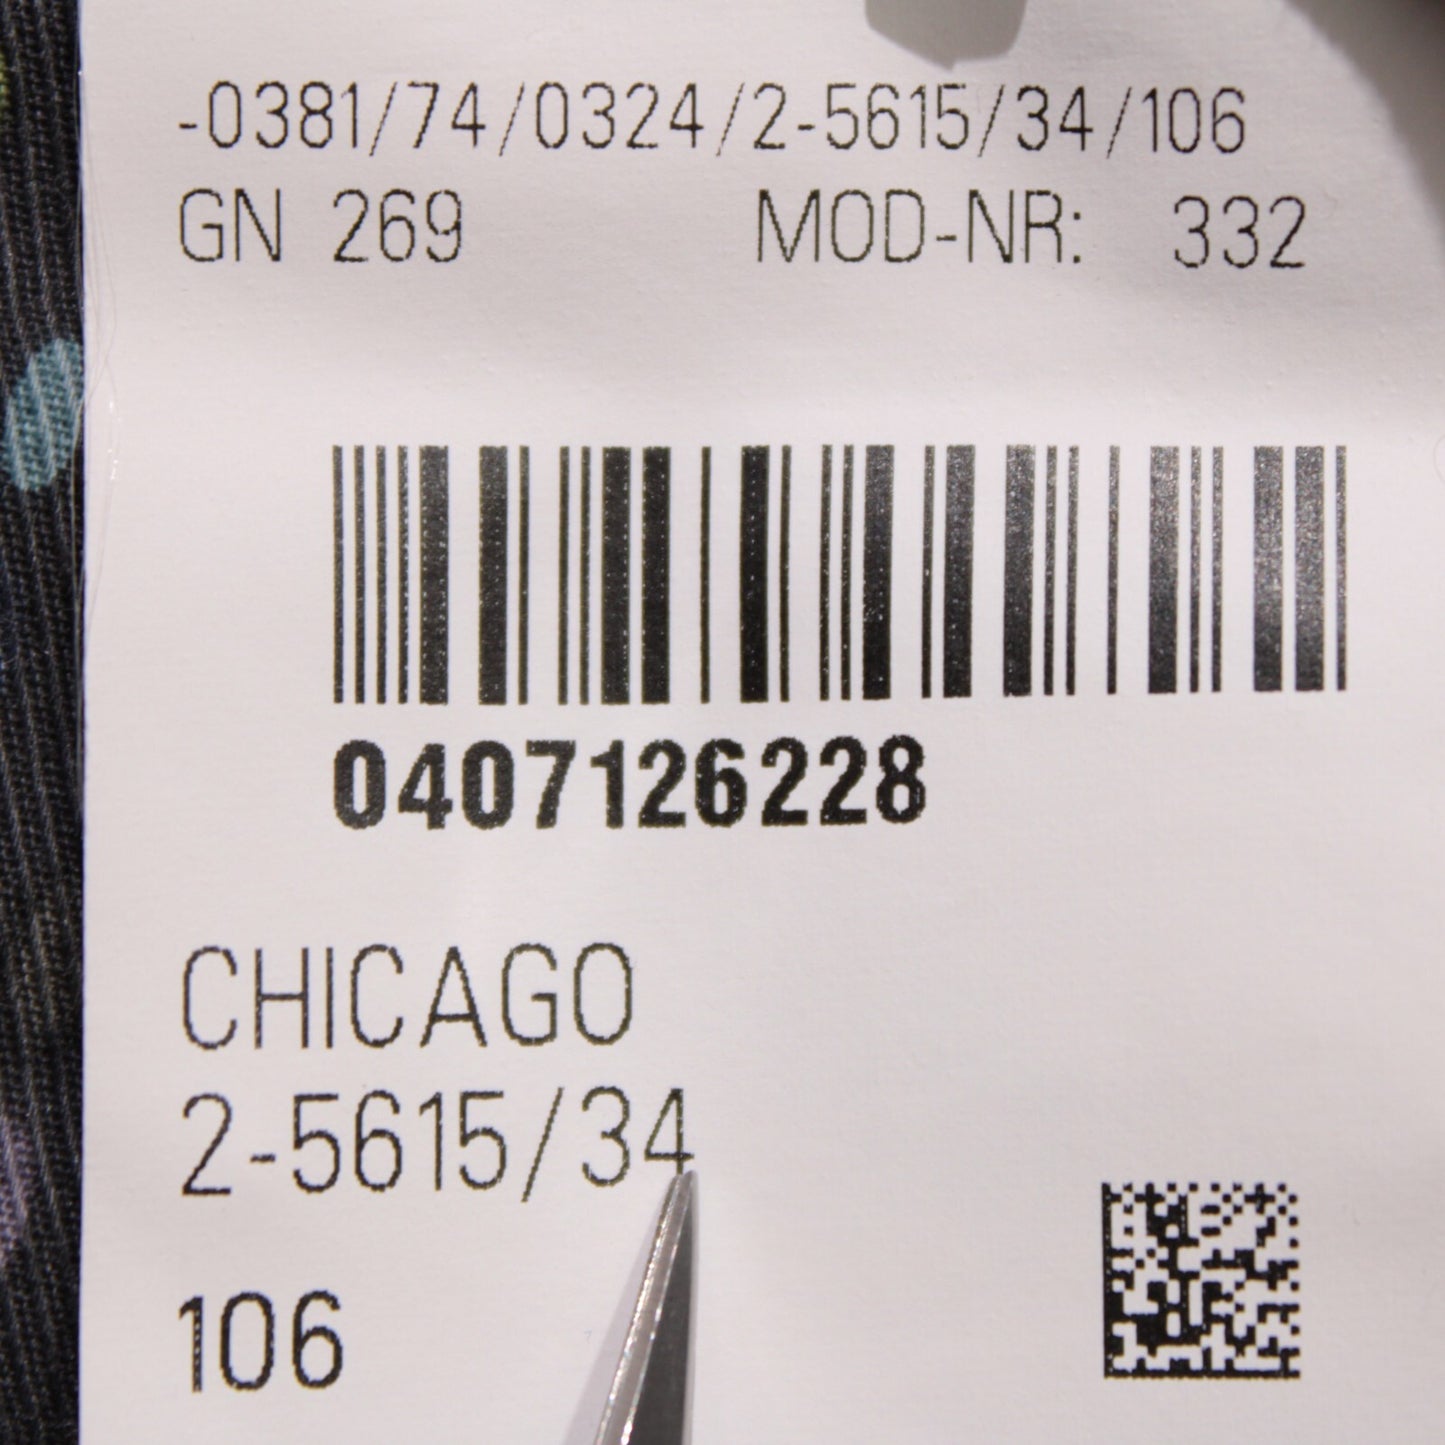 -0381/74/0324/2-5615/34/106
GN 269 MOD-NR: 332
0407126228
CHICAGO
2-5615/34
106